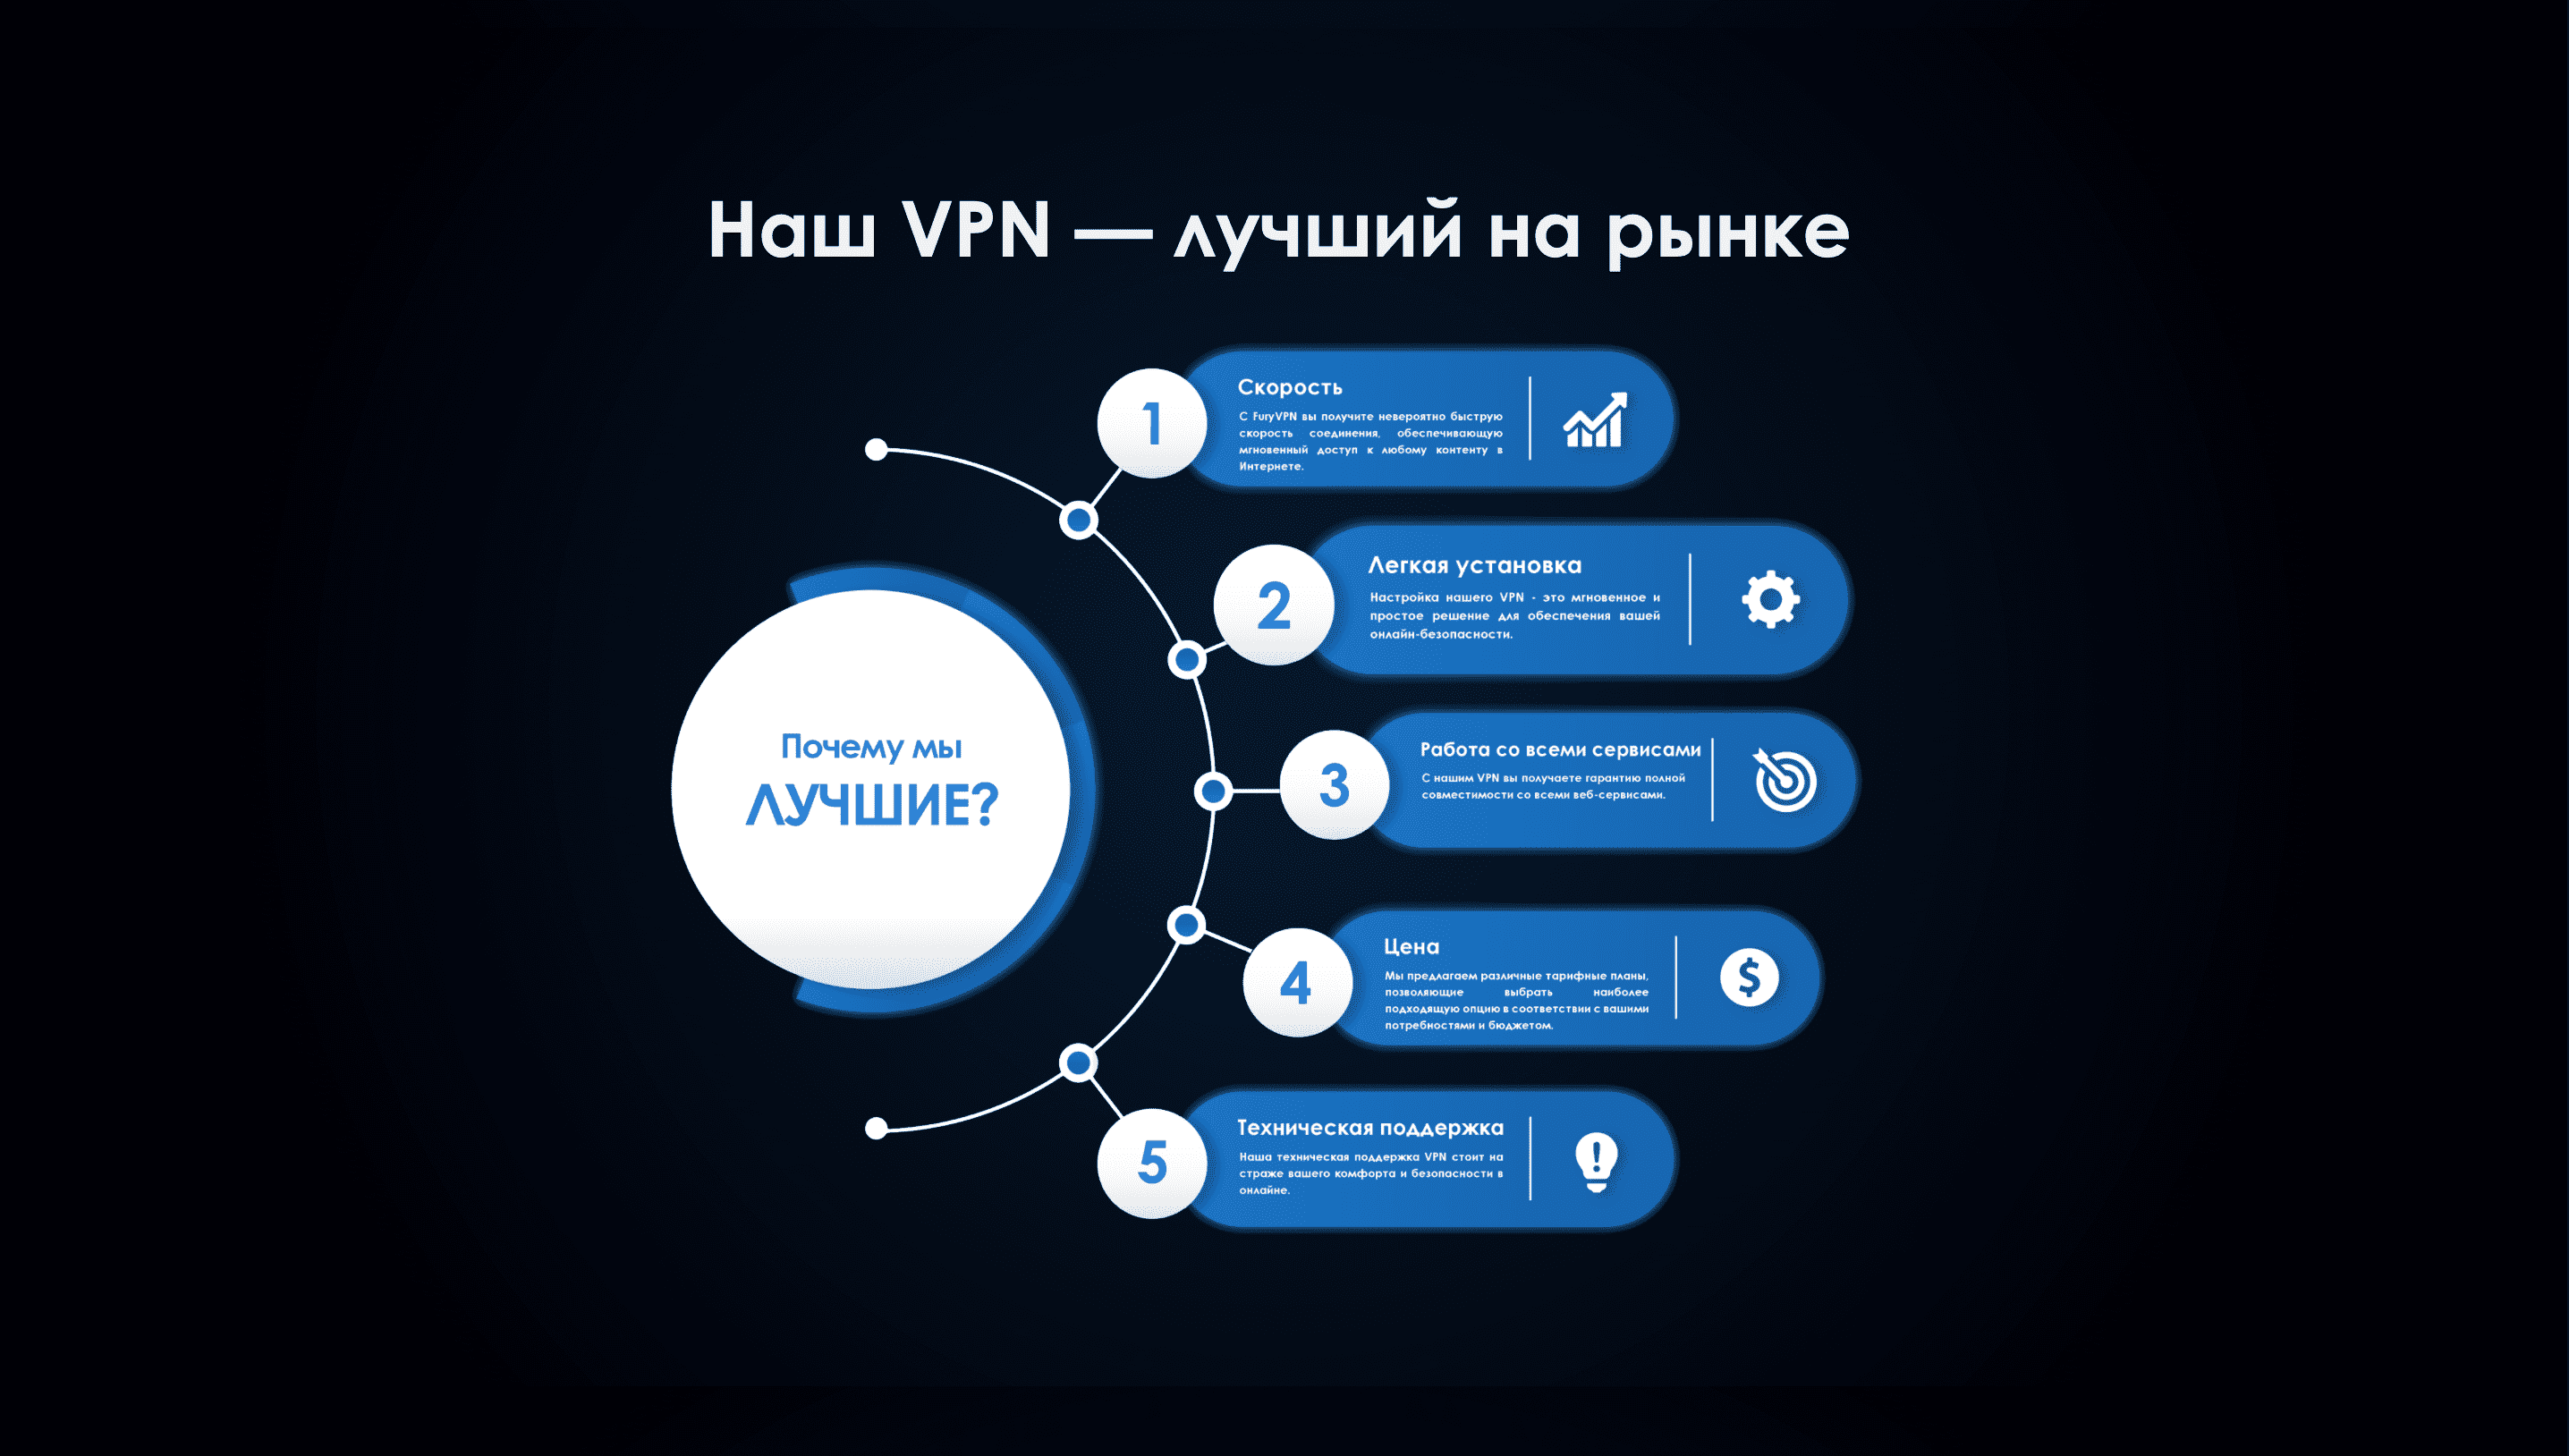 Наш VPN — лучший на рынке
Почему мы
ЛУЧШИЕ?
1
Скорость
С FuryVPN вы получите невероятно быструю
скорость соединения, обеспечивающую
мгновенный доступ к любому контенту в
Интернете.
2
Легкая установка
Настройка нашего VPN - это мгновенное и
простое решение для обеспечения вашей
онлайн-безопасности.
3
Работа со всеми сервисами
С нашим VPN вы получаете гарантию полной
совместимости со всеми веб-сервисами.
4
Цена
Мы предлагаем различные тарифные планы,
позволяющие выбрать наиболее
подходящую опцию в соответствии с вашими
потребностями и бюджетом.
$
5
Техническая поддержка
Наша техническая поддержка VPN стоит на
страже вашего комфорта и безопасности в
онлайне.